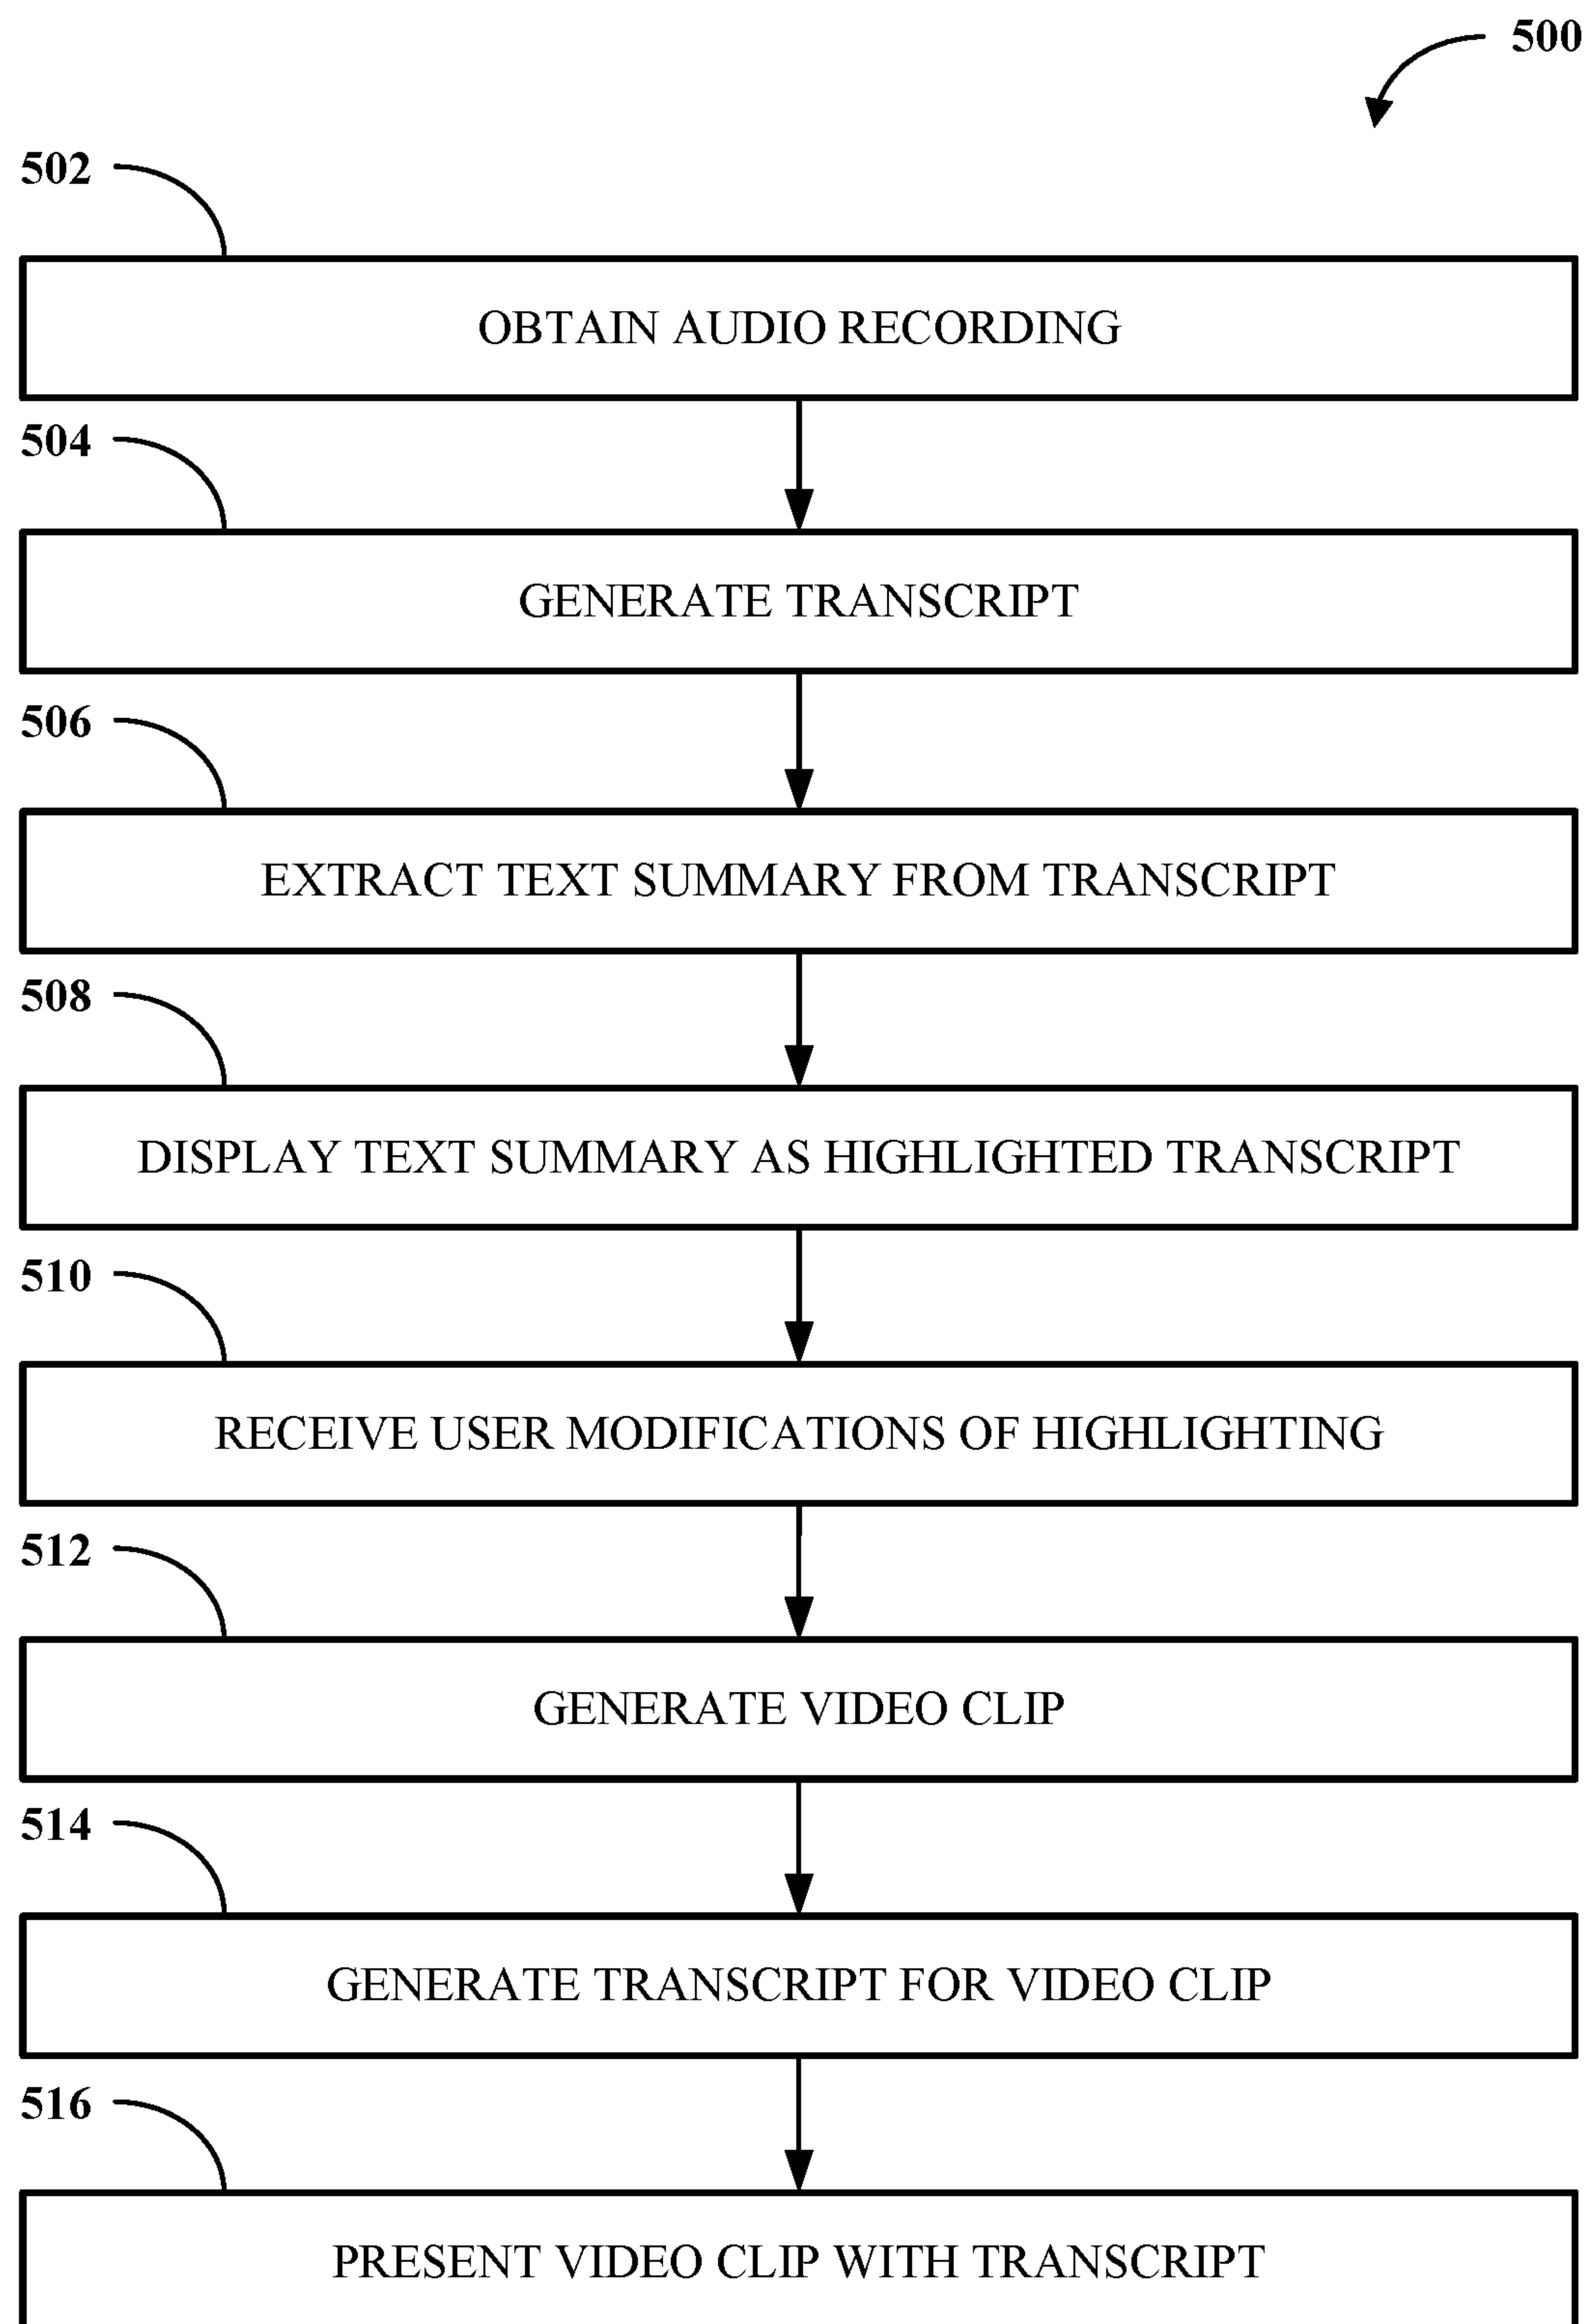 500
502
OBTAIN AUDIO RECORDING
504
GENERATE TRANSCRIPT
506
EXTRACT TEXT SUMMARY FROM TRANSCRIPT
508
DISPLAY TEXT SUMMARY AS HIGHLIGHTED TRANSCRIPT
510
RECEIVE USER MODIFICATIONS OF HIGHLIGHTING
512
GENERATE VIDEO CLIP
514
GENERATE TRANSCRIPT FOR VIDEO CLIP
516
PRESENT VIDEO CLIP WITH TRANSCRIPT